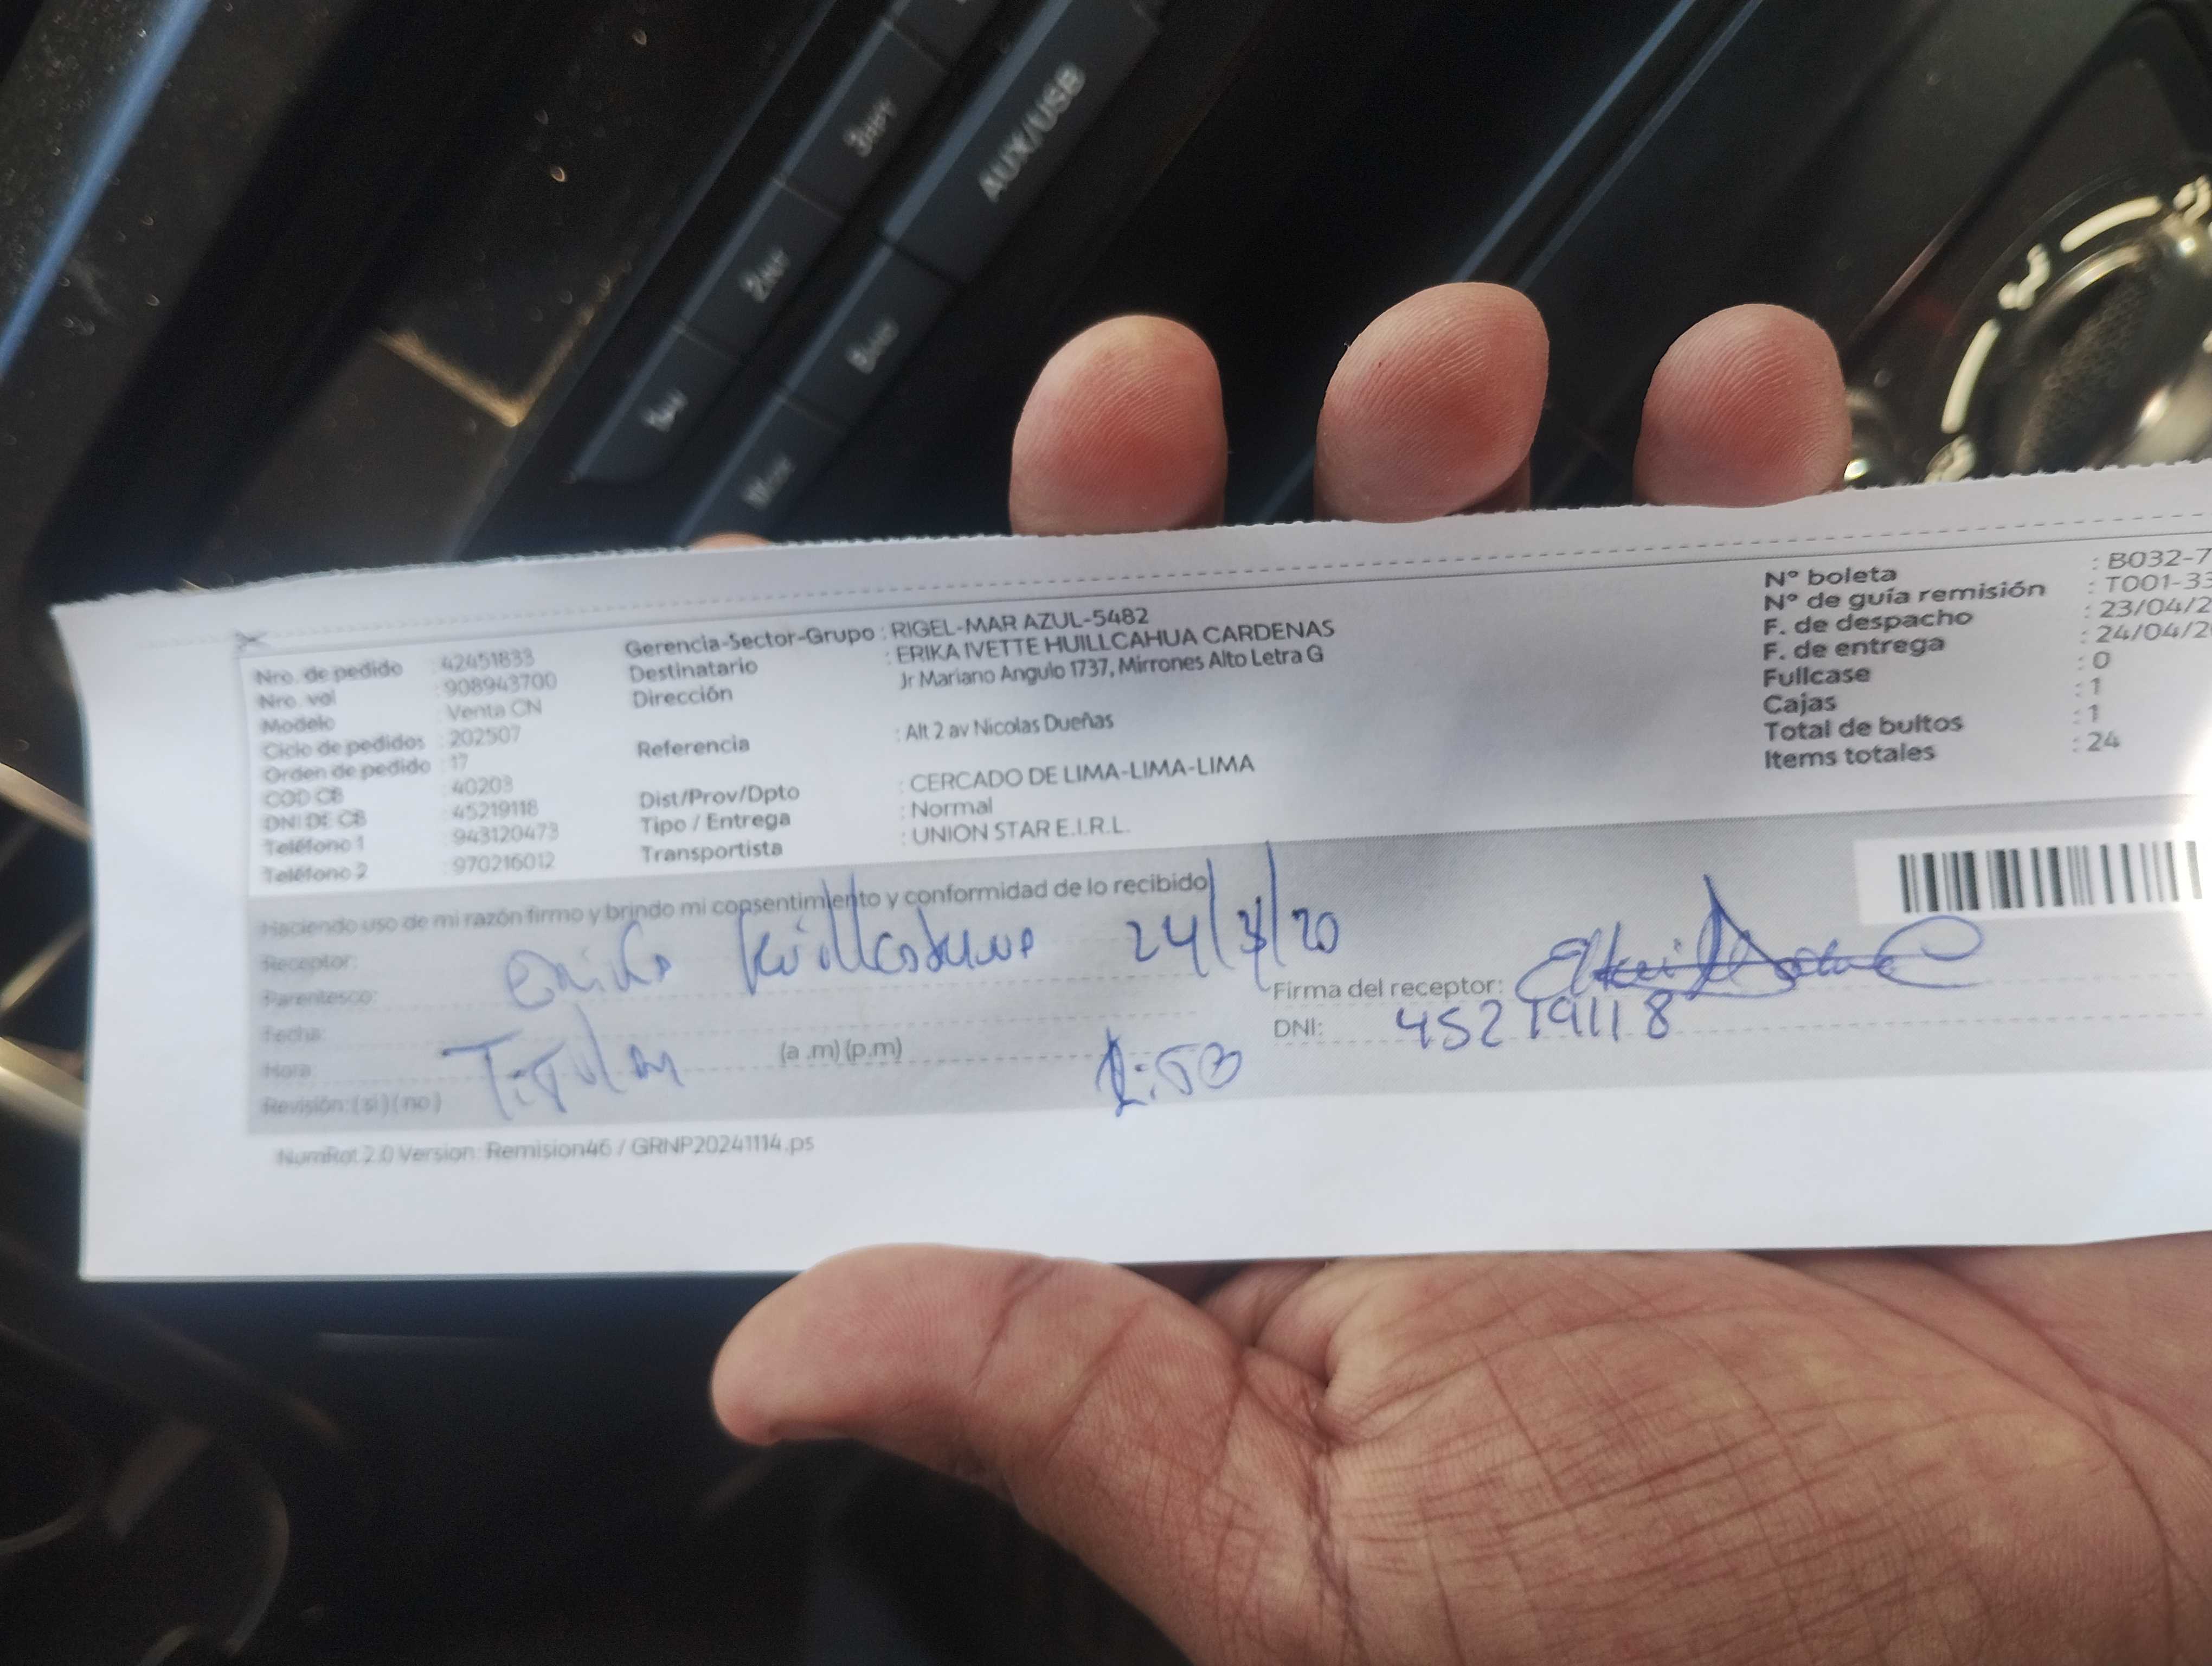 3RPT
AUX/USB
2INT
Band
Nro. de pedido : 42451833
Nro. vol : 908943700
Modelo : Venta CN
Ciclo de pedidos : 202507
Orden de pedido : 17
COD CB : 40203
DNI DE CB : 45219118
Teléfono 1 : 943120473
Teléfono 2 : 970216012
Gerencia-Sector-Grupo : RIGEL-MAR AZUL-5482
Destinatario : ERIKA IVETTE HUILLCAHUA CARDENAS
Dirección Jr Mariano Angulo 1737, Mirrones Alto Letra G
Referencia : Alt 2 av Nicolas Dueñas
Dist/Prov/Dpto : CERCADO DE LIMA-LIMA-LIMA
Tipo / Entrega : Normal
Transportista : UNION STAR E.I.R.L.
Nº boleta : B032-7
Nº de guía remisión : T001-33
F. de despacho : 23/04/2
F. de entrega : 24/04/2
Fullcase : 0
Cajas : 1
Total de bultos : 1
Items totales : 24
Haciendo uso de mi razón firmo y brindo mi consentimiento y conformidad de lo recibido
Receptor: Erika Huillcahua
Parentesco:
Fecha:
Hora (a .m) (p.m)
Revisión: ( si ) ( no ) Titular
Firma del receptor:
DNI: 45219118
NumRot 2.0 Version: Remision46 / GRNP20241114.ps